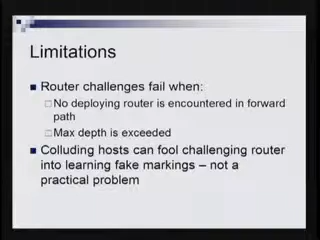 Limitations
Router challenges fail when:
No deploying router is encountered in forward
path
Max depth is exceeded
Colluding hosts can fool challenging router
into learning fake markings – not a
practical problem